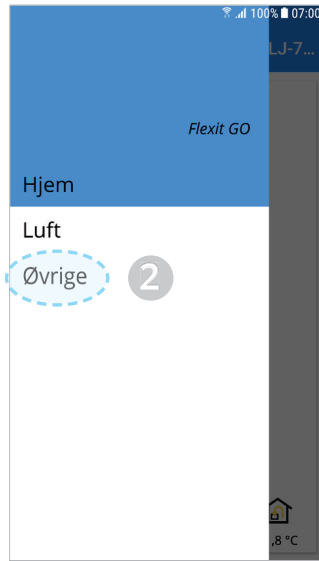 100% 07:00
LJ-7...
Flexit GO
Hjem
Luft
Øvrige
2
,8 °C